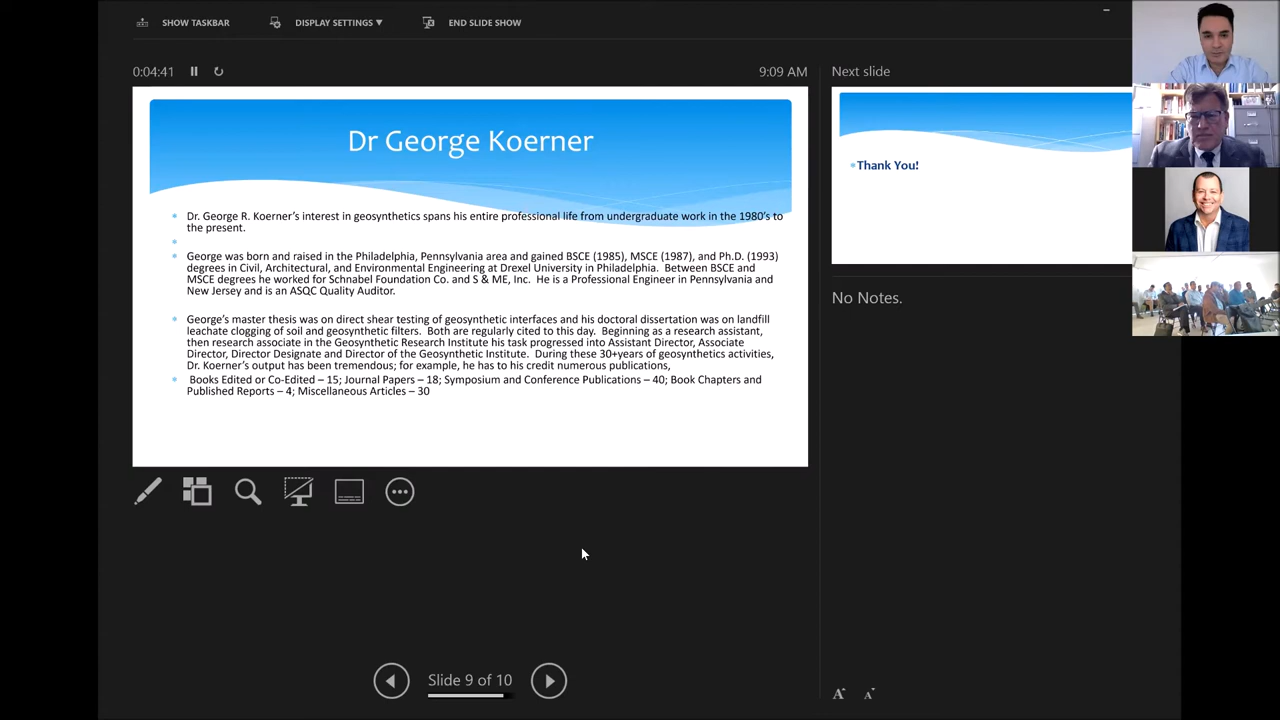 SHOW TASKBAR
DISPLAY SETTINGS ▼
END SLIDE SHOW
0:04:41
9:09 AM
Dr George Koerner
Dr. George R. Koerner’s interest in geosynthetics spans his entire professional life from undergraduate work in the 1980’s to
the present.
George was born and raised in the Philadelphia, Pennsylvania area and gained BSCE (1985), MSCE (1987), and Ph.D. (1993)
degrees in Civil, Architectural, and Environmental Engineering at Drexel University in Philadelphia.  Between BSCE and
MSCE degrees he worked for Schnabel Foundation Co. and S & ME, Inc.  He is a Professional Engineer in Pennsylvania and
New Jersey and is an ASQC Quality Auditor.
George’s master thesis was on direct shear testing of geosynthetic interfaces and his doctoral dissertation was on landfill
leachate clogging of soil and geosynthetic filters.  Both are regularly cited to this day.  Beginning as a research assistant,
then research associate in the Geosynthetic Research Institute his task progressed into Assistant Director, Associate
Director, Director Designate and Director of the Geosynthetic Institute.  During these 30+years of geosynthetics activities,
Dr. Koerner’s output has been tremendous; for example, he has to his credit numerous publications,
Books Edited or Co-Edited – 15; Journal Papers – 18; Symposium and Conference Publications – 40; Book Chapters and
Published Reports – 4; Miscellaneous Articles – 30
Slide 9 of 10
Next slide
Thank You!
No Notes.
A A